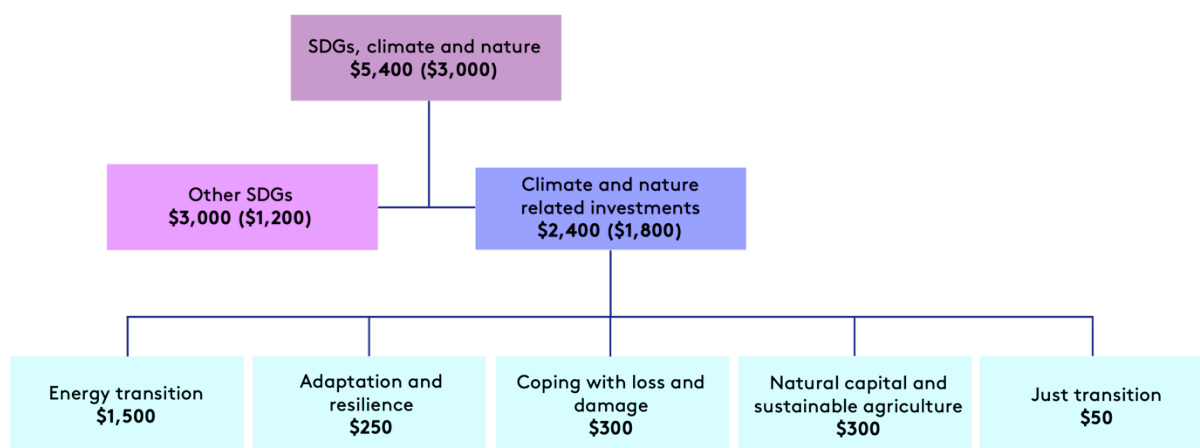 SDGs, climate and nature
$5,400 ($3,000)
Other SDGs
$3,000 ($1,200)
Climate and nature
related investments
$2,400 ($1,800)
Energy transition
$1,500
Adaptation and
resilience
$250
Coping with loss and
damage
$300
Natural capital and
sustainable agriculture
$300
Just transition
$50